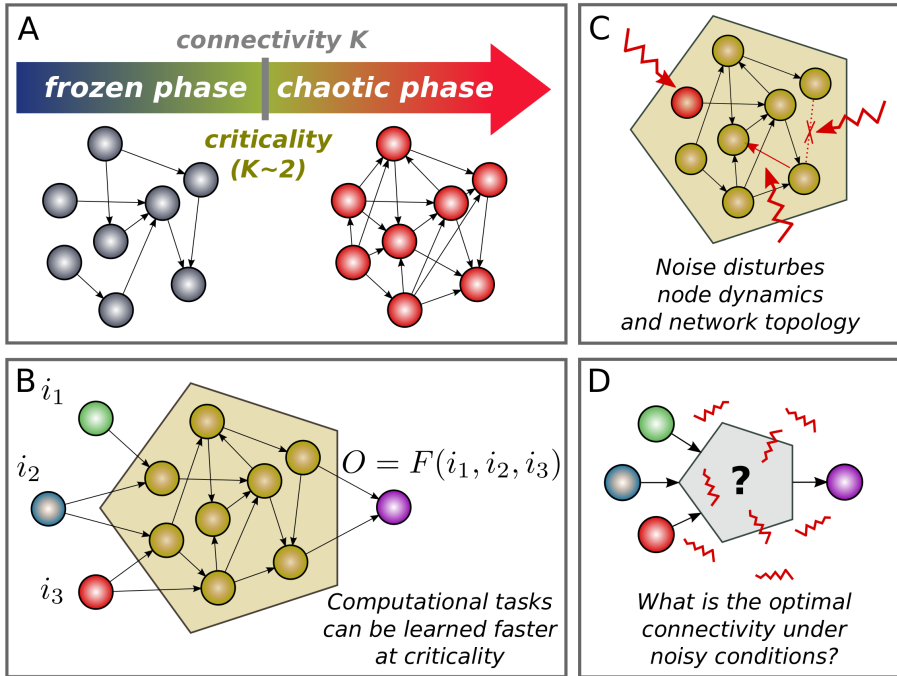 A
connectivity K
frozen phase
chaotic phase
criticality
(K~2)
B
i1
i2
i3
O = F(i1, i2, i3)
Computational tasks
can be learned faster
at criticality
C
Noise disturbes
node dynamics
and network topology
D
?
What is the optimal
connectivity under
noisy conditions?